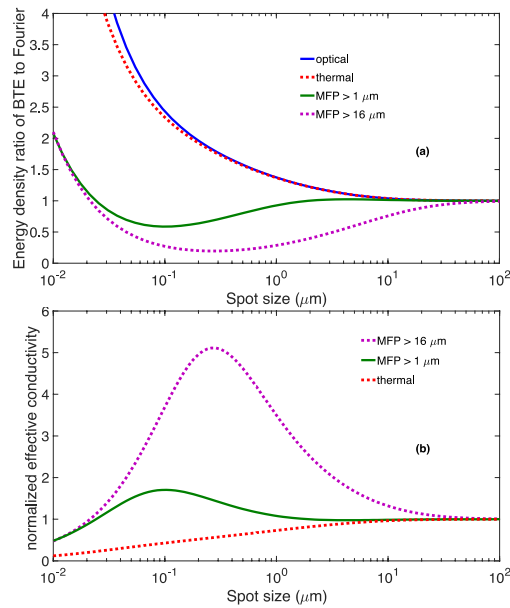 4
3.5
3
2.5
2
1.5
1
0.5
0
Energy density ratio of BTE to Fourier
optical
thermal
MFP > 1 μm
MFP > 16 μm
(a)
10-2
10-1
100
101
102
Spot size (μm)
6
5
4
3
2
1
0
normalized effective conductivity
MFP > 16 μm
MFP > 1 μm
thermal
(b)
10-2
10-1
100
101
102
Spot size (μm)